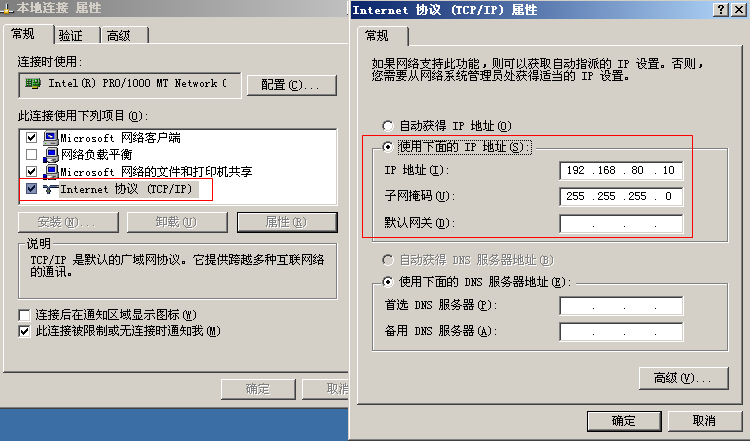 本地连接 属性
常规
验证
高级
连接时使用:
Intel(R) PRO/1000 MT Network C
配置(C)...
此连接使用下列项目(O):
Microsoft 网络客户端
网络负载平衡
Microsoft 网络的文件和打印机共享
Internet 协议 (TCP/IP)
安装(N)...
卸载(U)
属性(R)
说明
TCP/IP 是默认的广域网协议。它提供跨越多种互联网络
的通讯。
连接后在通知区域显示图标(W)
此连接被限制或无连接时通知我(M)
确定
取消
Internet 协议 (TCP/IP) 属性
常规
如果网络支持此功能，则可以获取自动指派的 IP 设置。否则，
您需要从网络系统管理员处获得适当的 IP 设置。
自动获得 IP 地址(O)
使用下面的 IP 地址(S):
IP 地址(I):
192 .168 . 80 . 10
子网掩码(U):
255 .255 .255 . 0
默认网关(D):
. . .
自动获得 DNS 服务器地址(B)
使用下面的 DNS 服务器地址(E):
首选 DNS 服务器(P):
. . .
备用 DNS 服务器(A):
. . .
高级(V)...
确定
取消